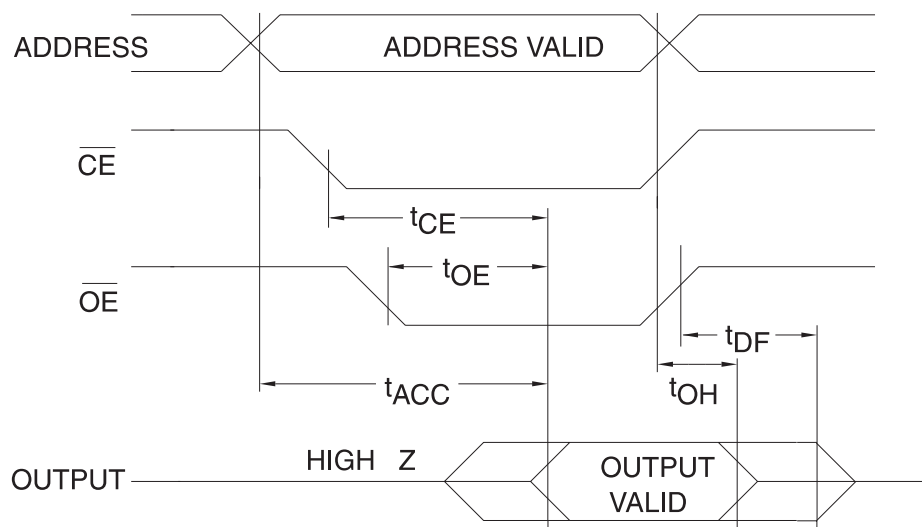 ADDRESS
ADDRESS VALID
CE
tCE
OE
tOE
tDF
tACC
tOH
HIGH Z
OUTPUT
OUTPUT
VALID